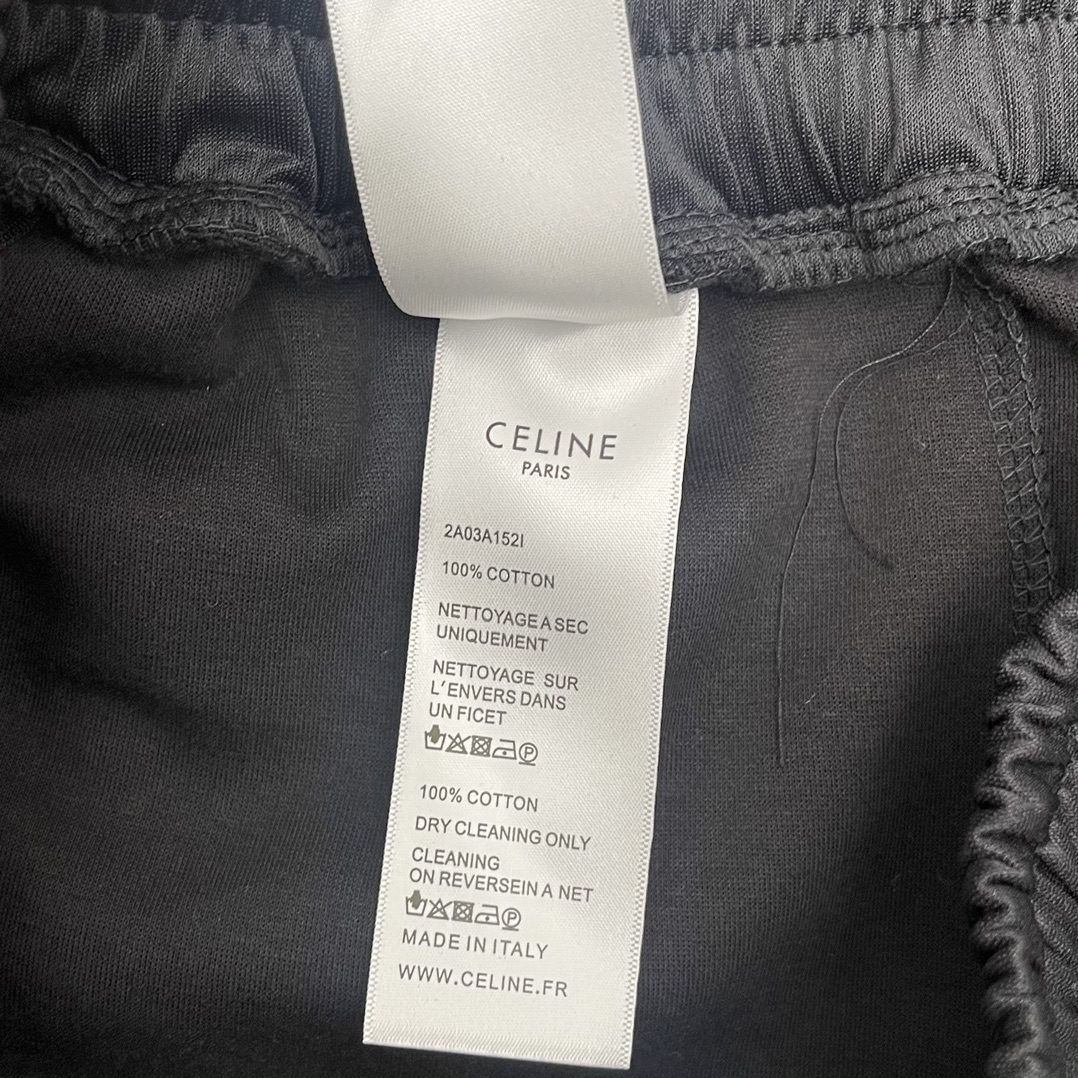 CELINE
PARIS
2A03A152I
100% COTTON
NETTOYAGE A SEC
UNIQUEMENT
NETTOYAGE SUR
L'ENVERS DANS
UN FICET
P
100% COTTON
DRY CLEANING ONLY
CLEANING
ON REVERSEIN A NET
P
MADE IN ITALY
WWW.CELINE.FR